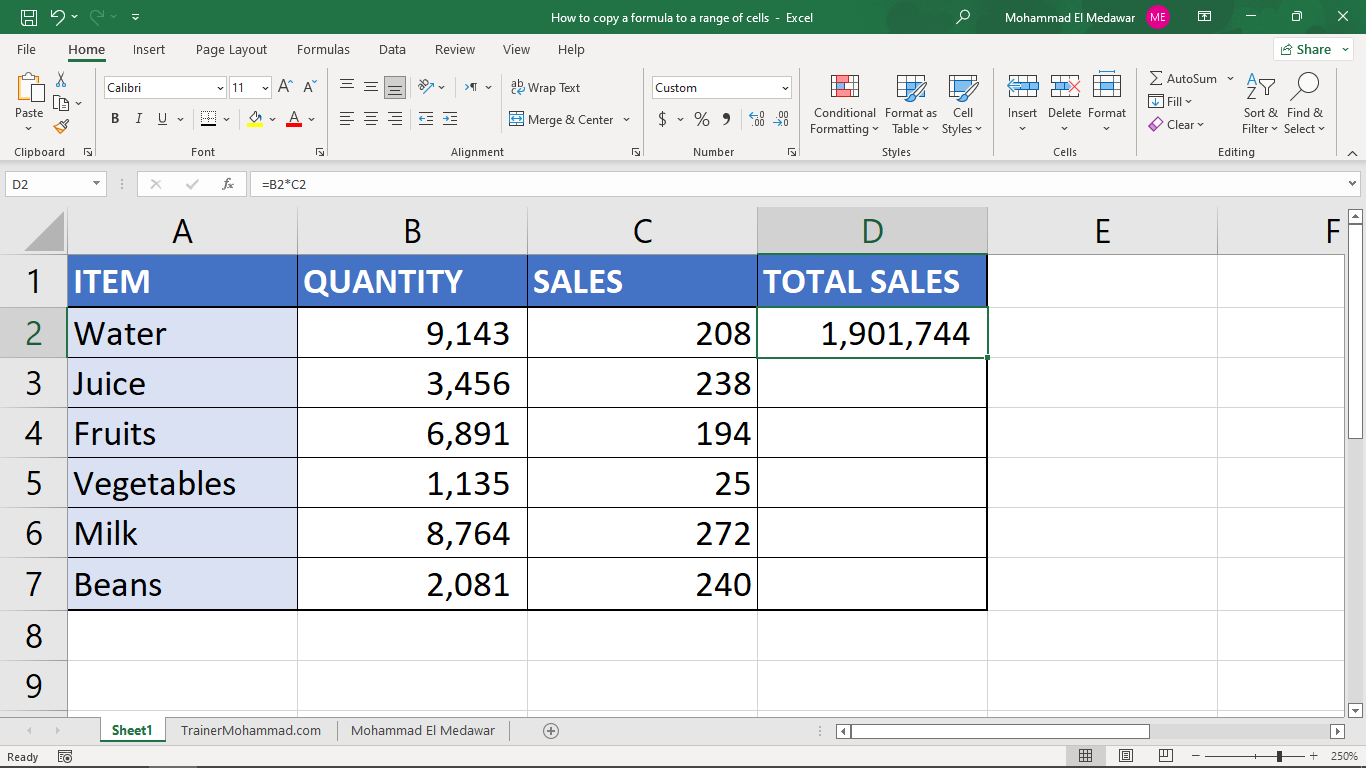 How to copy a formula to a range of cells - Excel
Mohammad El Medawar ME
File Home Insert Page Layout Formulas Data Review View Help Share
Paste
Calibri 11 A A
B I U A
ab Wrap Text
Merge & Center
Custom
$ % 9 .00 .00
Conditional Formatting
Format as Table
Cell Styles
Insert Delete Format
AutoSum
Fill
Clear
Sort & Filter
Find & Select
Clipboard Font Alignment Number Styles Cells Editing
D2 fx =B2*C2
A B C D E F
1 ITEM QUANTITY SALES TOTAL SALES
2 Water 9,143 208 1,901,744
3 Juice 3,456 238
4 Fruits 6,891 194
5 Vegetables 1,135 25
6 Milk 8,764 272
7 Beans 2,081 240
8
9
Sheet1 TrainerMohammad.com Mohammad El Medawar
Ready 250%